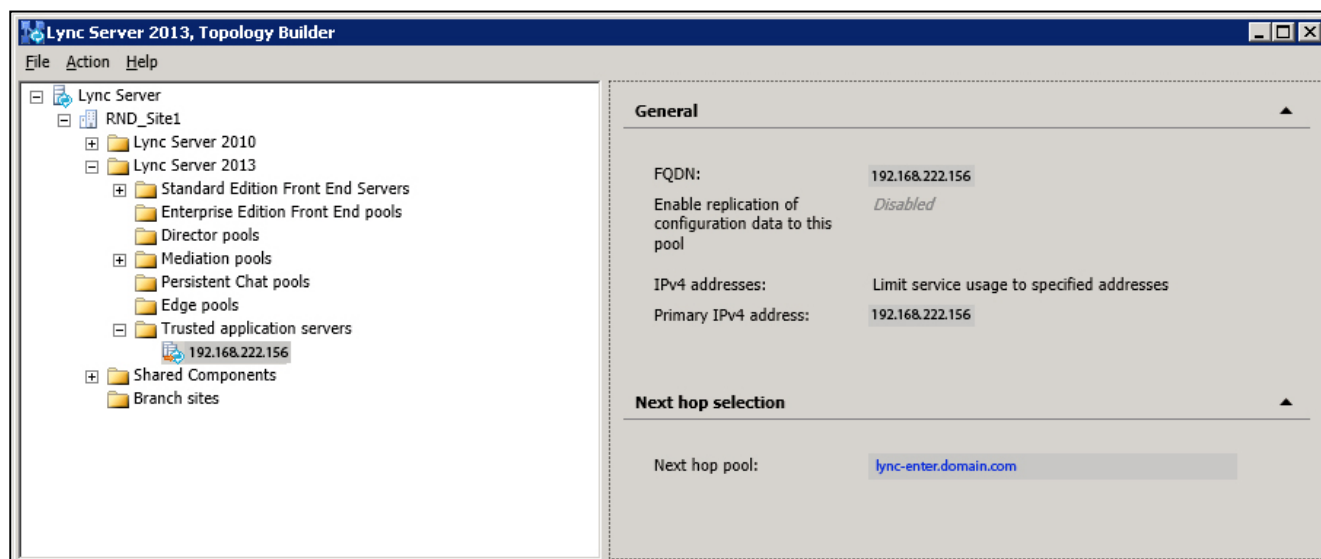 Lync Server 2013, Topology Builder
File Action Help
Lync Server
RND_Site1
Lync Server 2010
Lync Server 2013
Standard Edition Front End Servers
Enterprise Edition Front End pools
Director pools
Mediation pools
Persistent Chat pools
Edge pools
Trusted application servers
192.168.222.156
Shared Components
Branch sites
General
FQDN: 192.168.222.156
Enable replication of Disabled
configuration data to this
pool
IPv4 addresses: Limit service usage to specified addresses
Primary IPv4 address: 192.168.222.156
Next hop selection
Next hop pool: lync-enter.domain.com